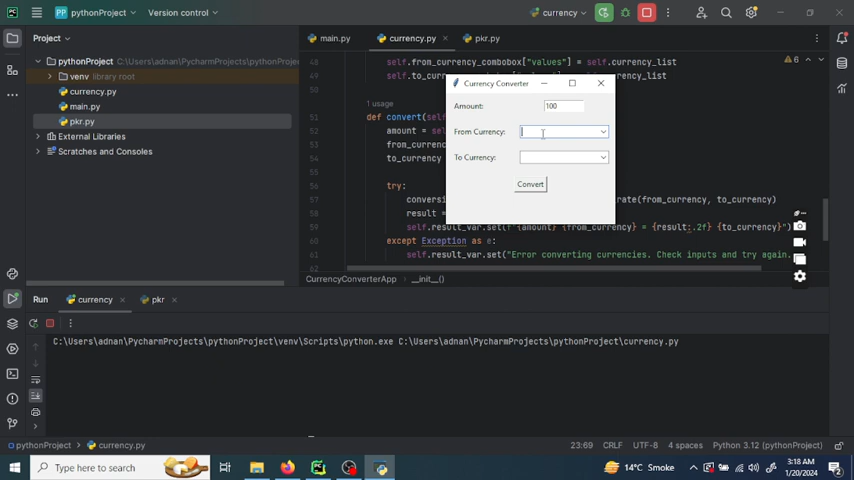 PP pythonProject Version control currency
Project
main.py currency.py pkr.py
pythonProject C:\Users\adnan\PycharmProjects\pythonProje
venv library root
currency.py
main.py
pkr.py
External Libraries
Scratches and Consoles
48 self.from_currency_combobox["values"] = self.currency_list
49
50
1 usage
51 def convert(sel
52 amount = sel
53 from_currenc
54 to_currency
55
56 try:
57 conversi rate(from_currency, to_currency)
58 result =
59 self.result_var.set(f"{amount} {from_currency} = {result:.2f} {to_currency}")
60 except Exception as e:
61 self.result_var.set("Error converting currencies. Check inputs and try again.
62
6
Currency Converter
Amount: 100
From Currency:
To Currency:
Convert
CurrencyConverterApp __init__()
Run currency pkr
C:\Users\adnan\PycharmProjects\pythonProject\venv\Scripts\python.exe C:\Users\adnan\PycharmProjects\pythonProject\currency.py
pythonProject currency.py 23:69 CRLF UTF-8 4 spaces Python 3.12 (pythonProject)
Type here to search 14°C Smoke 3:18 AM
1/20/2024
2